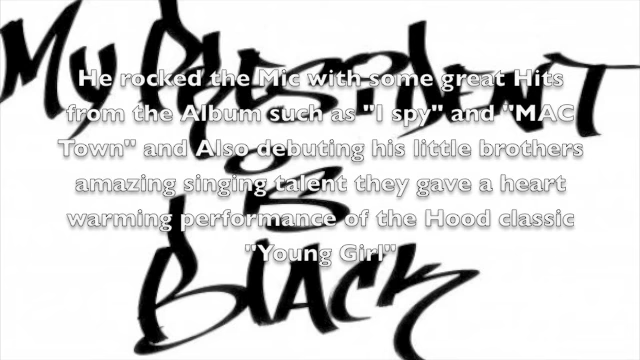 My PRESIDENT
IS
BLACK
He rocked the Mic with some great Hits
from the Album such as "I spy" and "MAC
Town" and Also debuting his little brothers
amazing singing talent they gave a heart
warming performance of the Hood classic
"Young Girl"